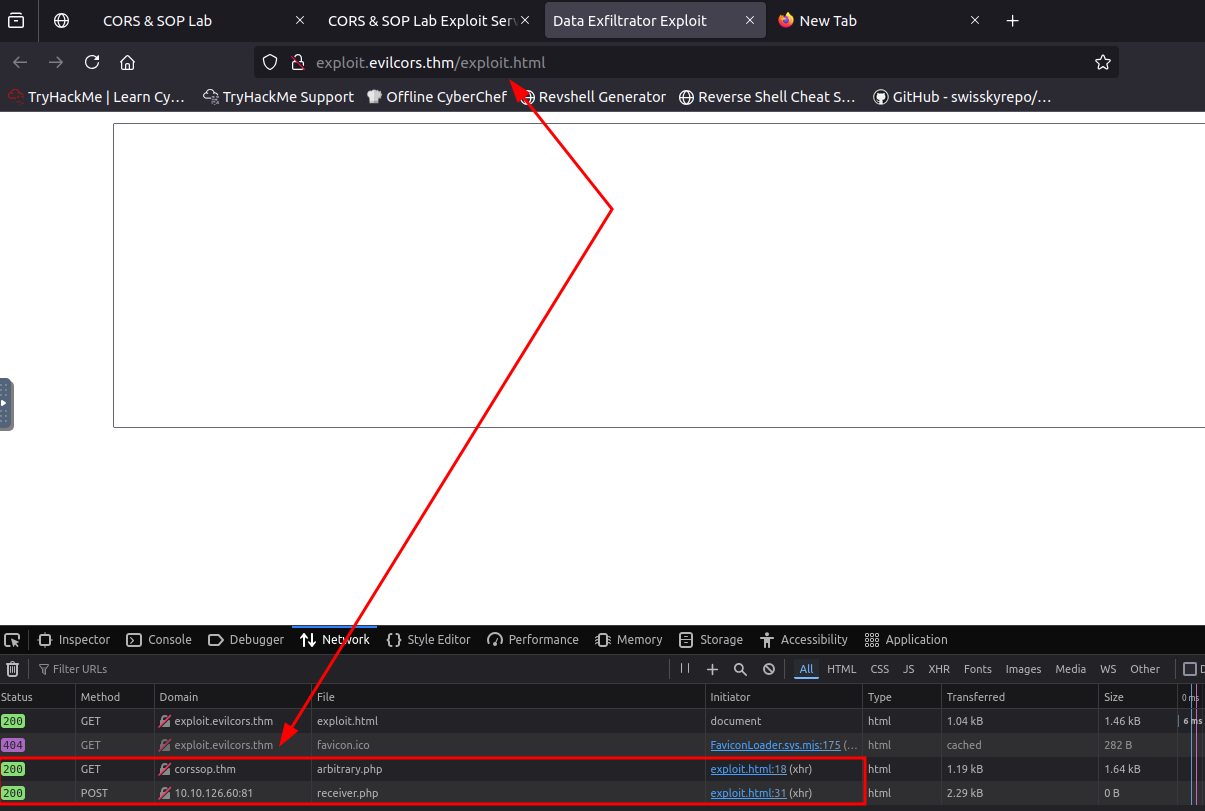 CORS & SOP Lab CORS & SOP Lab Exploit Serv Data Exfiltrator Exploit New Tab
exploit.evilcors.thm/exploit.html
TryHackMe | Learn Cy… TryHackMe Support Offline CyberChef Revshell Generator Reverse Shell Cheat S… GitHub - swisskyrepo/…
Inspector Console Debugger Network Style Editor Performance Memory Storage Accessibility Application
Filter URLs All HTML CSS JS XHR Fonts Images Media WS Other
Status Method Domain File Initiator Type Transferred Size 0 ms
200 GET exploit.evilcors.thm exploit.html document html 1.04 kB 1.46 kB 6 ms
404 GET exploit.evilcors.thm favicon.ico FaviconLoader.sys.mjs:175 (… html cached 282 B
200 GET corssop.thm arbitrary.php exploit.html:18 (xhr) html 1.19 kB 1.64 kB
200 POST 10.10.126.60:81 receiver.php exploit.html:31 (xhr) html 2.29 kB 0 B